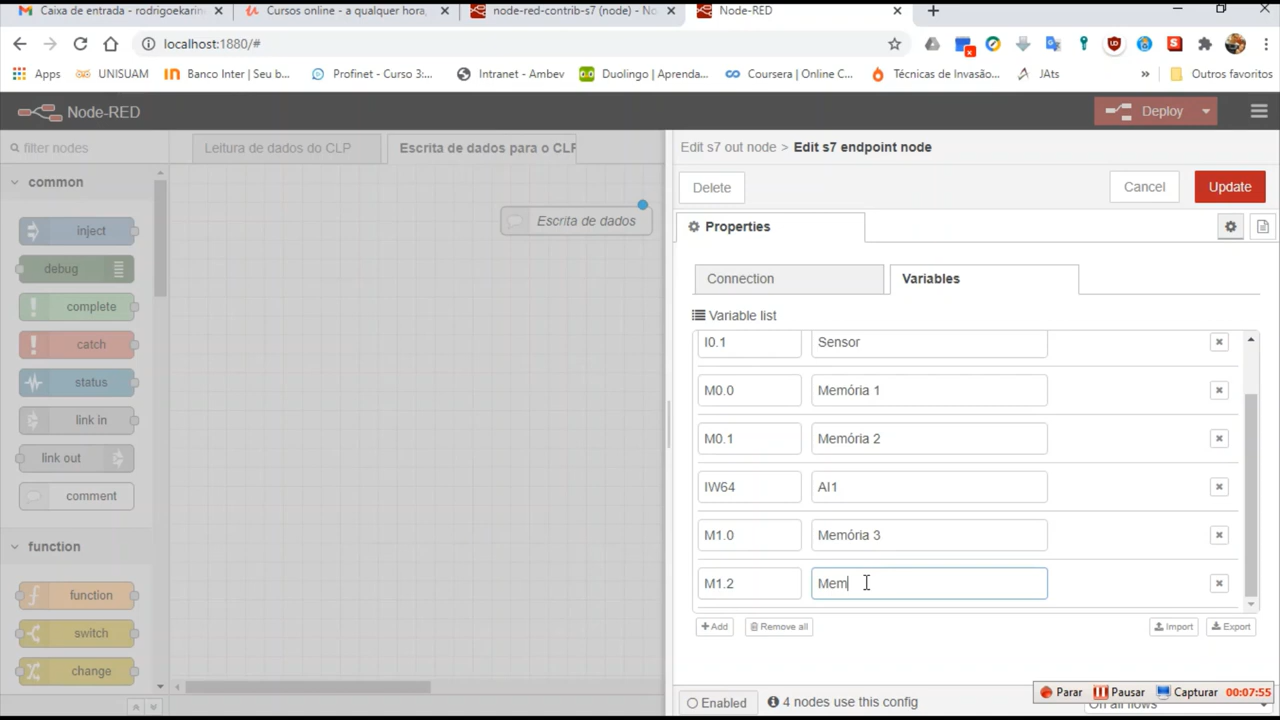 Caixa de entrada - rodrigoekarin
Cursos online - a qualquer hora,
node-red-contrib-s7 (node) - No
Node-RED
localhost:1880/#
Apps
UNISUAM
Banco Inter | Seu b...
Profinet - Curso 3:...
Intranet - Ambev
Duolingo | Aprenda...
Coursera | Online C...
Técnicas de Invasão...
JAts
»
Outros favoritos
Node-RED
Deploy
filter nodes
Leitura de dados do CLP
Escrita de dados para o CLP
Edit s7 out node > Edit s7 endpoint node
Delete
Cancel
Update
common
Properties
inject
debug
complete
catch
status
link in
link out
comment
function
function
switch
change
Escrita de dados
Connection
Variables
Variable list
I0.1
Sensor
M0.0
Memória 1
M0.1
Memória 2
IW64
AI1
M1.0
Memória 3
M1.2
Mem
+Add
Remove all
Import
Export
Enabled
4 nodes use this config
On all flows
Parar
Pausar
Capturar
00:07:55